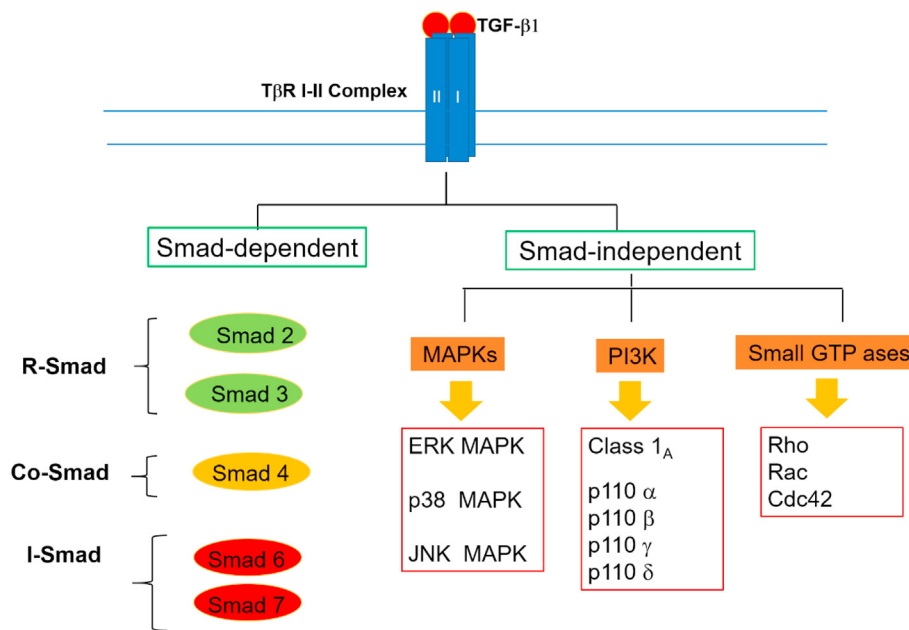 TGF-β1
TβR I-II Complex
II I
Smad-dependent
Smad-independent
R-Smad
Smad 2
Smad 3
Co-Smad
Smad 4
I-Smad
Smad 6
Smad 7
MAPKs
ERK MAPK
p38 MAPK
JNK MAPK
PI3K
Class 1A
p110 α
p110 β
p110 γ
p110 δ
Small GTP ases
Rho
Rac
Cdc42